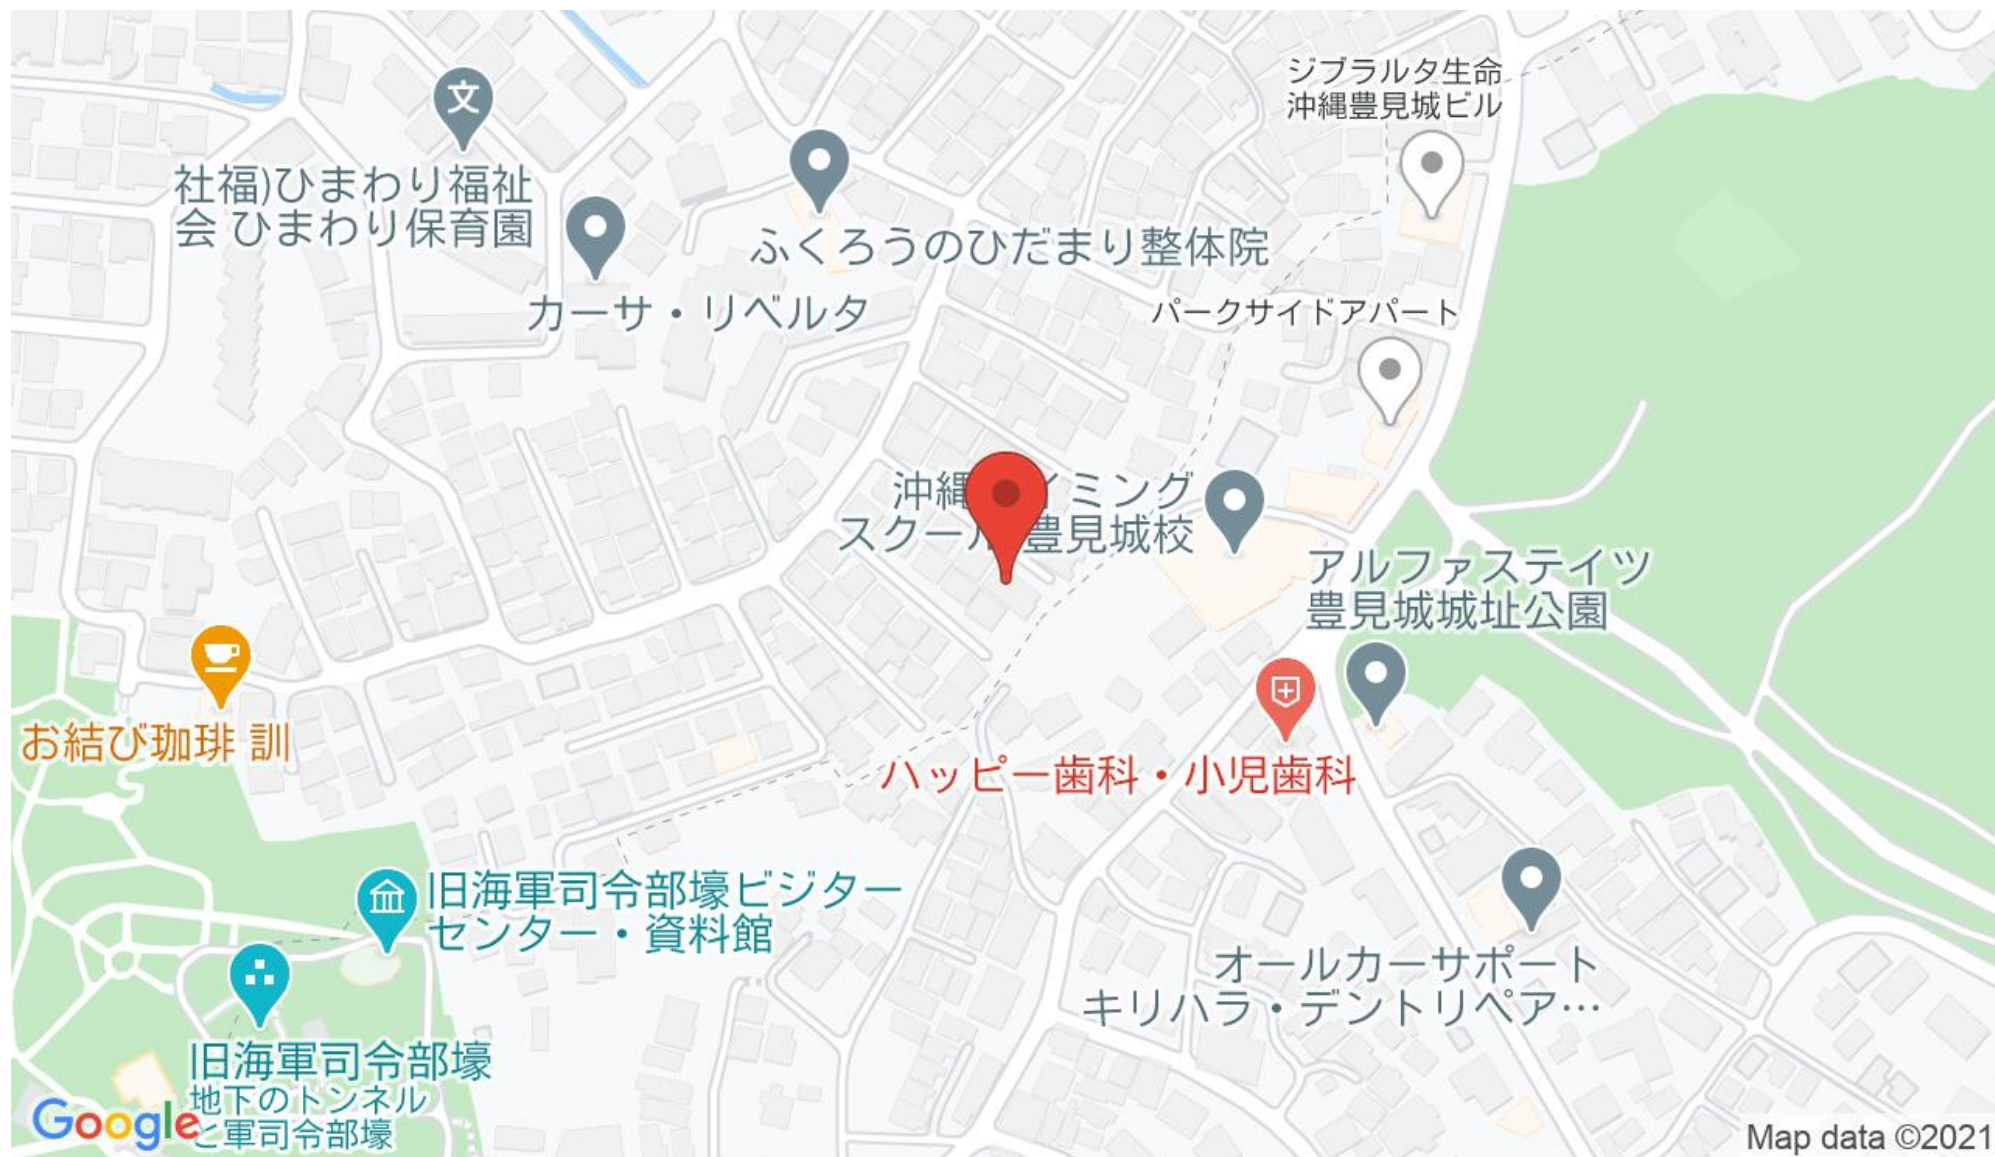 ジブラルタ生命
沖縄豊見城ビル
文
社福)ひまわり福祉
会 ひまわり保育園
ふくろうのひだまり整体院
カーサ・リベルタ
パークサイドアパート
沖縄 イミング
スクール 豊見城校
アルファステイツ
豊見城城址公園
お結び珈琲 訓
ハッピー歯科・小児歯科
旧海軍司令部壕ビジター
センター・資料館
オールカーサポート
キリハラ・デントリペア…
旧海軍司令部壕
地下のトンネル
と軍司令部壕
Google
Map data ©2021